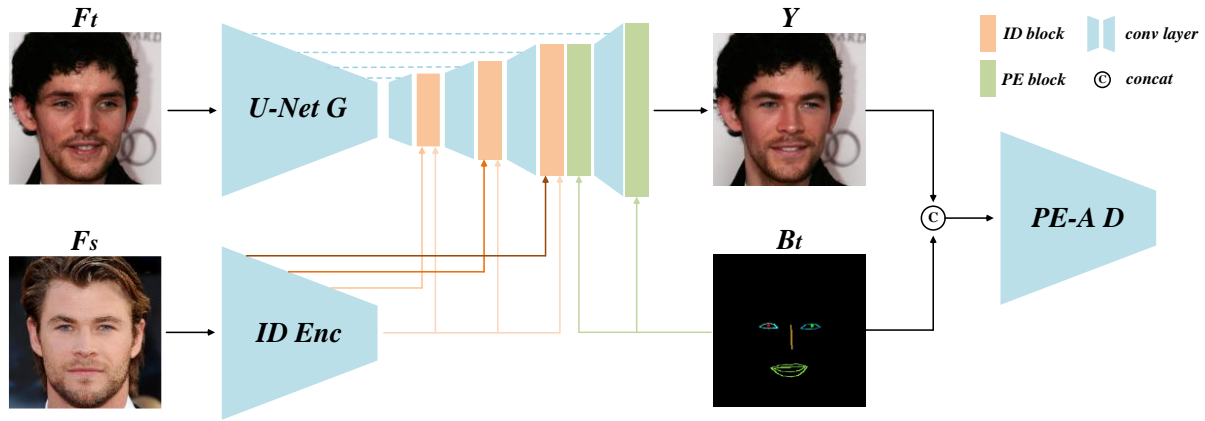 Ft
Y
ID block
conv layer
PE block
C concat
U-Net G
PE-A D
C
Fs
Bt
ID Enc